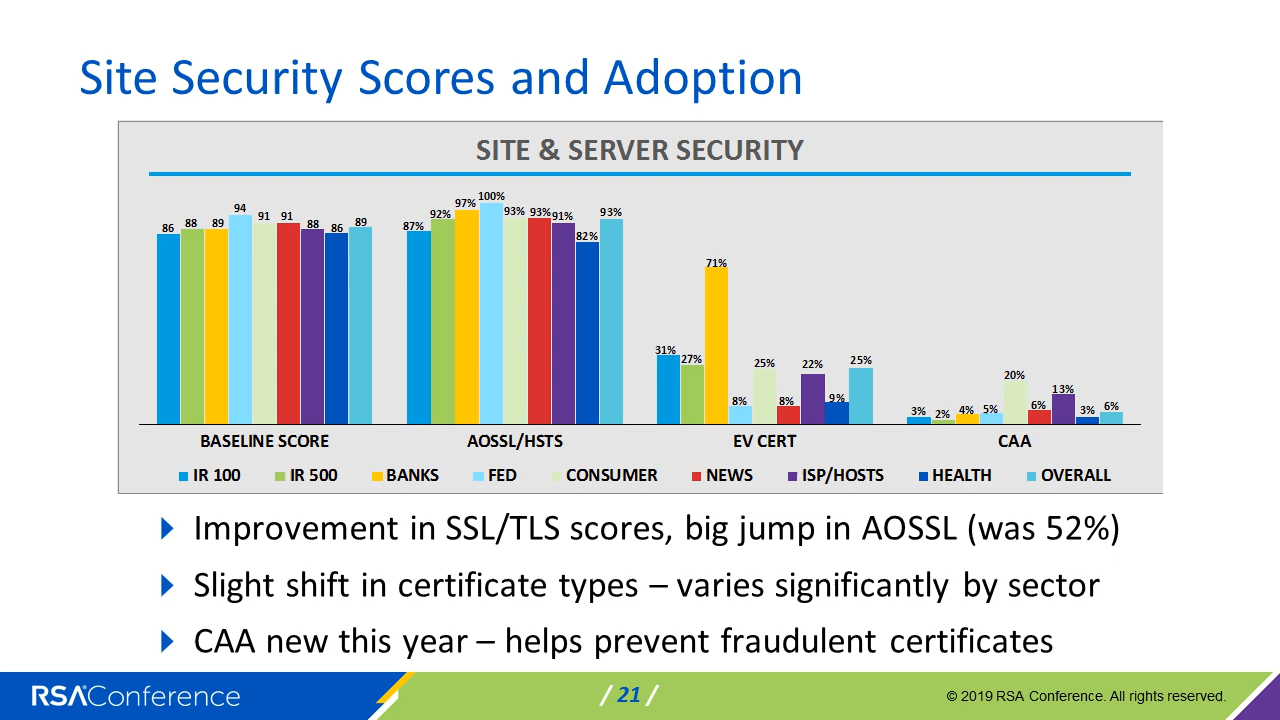 Site Security Scores and Adoption
SITE & SERVER SECURITY
86 88 89 94 91 91 88 86 89
87% 92% 97% 100% 93% 93% 91% 82% 93%
31% 27% 71% 8% 25% 8% 22% 9% 25%
3% 2% 4% 5% 20% 6% 13% 3% 6%
BASELINE SCORE AOSSL/HSTS EV CERT CAA
IR 100 IR 500 BANKS FED CONSUMER NEWS ISP/HOSTS HEALTH OVERALL
Improvement in SSL/TLS scores, big jump in AOSSL (was 52%)
Slight shift in certificate types – varies significantly by sector
CAA new this year – helps prevent fraudulent certificates
RSAConference / 21 / © 2019 RSA Conference. All rights reserved.